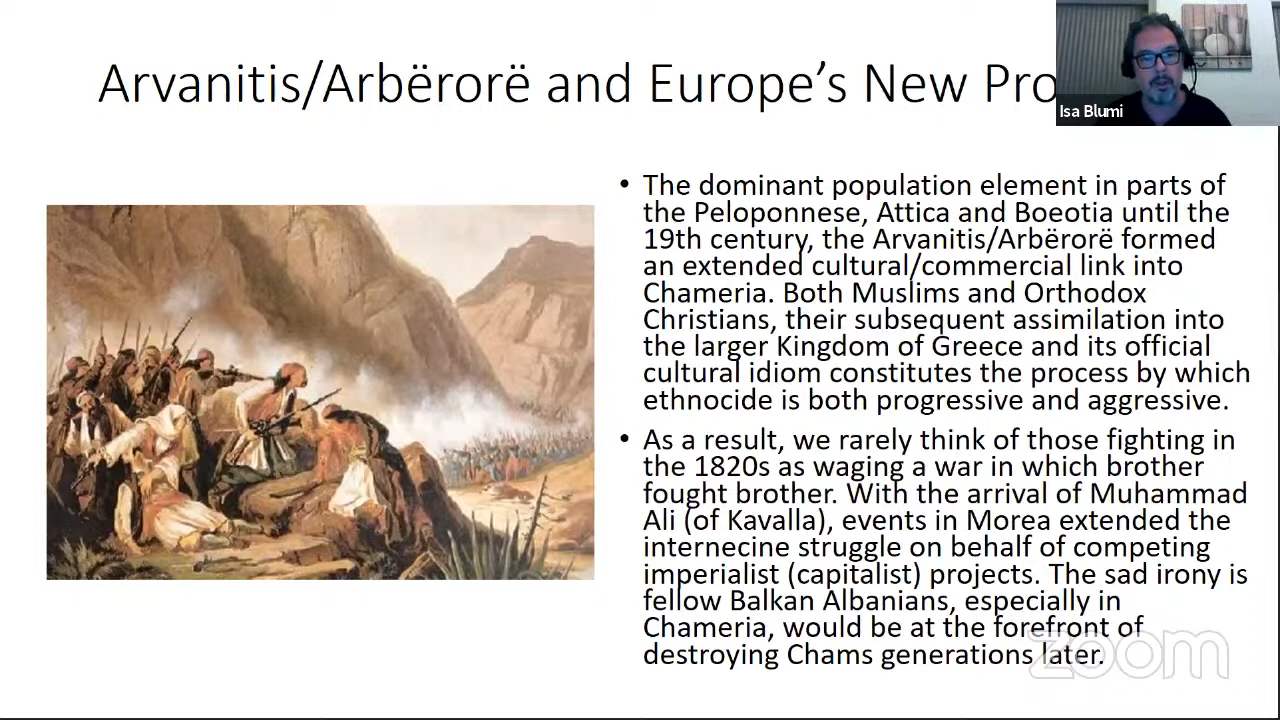 Arvanitis/Arbërorë and Europe's New Pro
Isa Blumi
• The dominant population element in parts of
the Peloponnese, Attica and Boeotia until the
19th century, the Arvanitis/Arbërorë formed
an extended cultural/commercial link into
Chameria. Both Muslims and Orthodox
Christians, their subsequent assimilation into
the larger Kingdom of Greece and its official
cultural idiom constitutes the process by which
ethnocide is both progressive and aggressive.
• As a result, we rarely think of those fighting in
the 1820s as waging a war in which brother
fought brother. With the arrival of Muhammad
Ali (of Kavalla), events in Morea extended the
internecine struggle on behalf of competing
imperialist (capitalist) projects. The sad irony is
fellow Balkan Albanians, especially in
Chameria, would be at the forefront of
destroying Chams generations later.
zoom